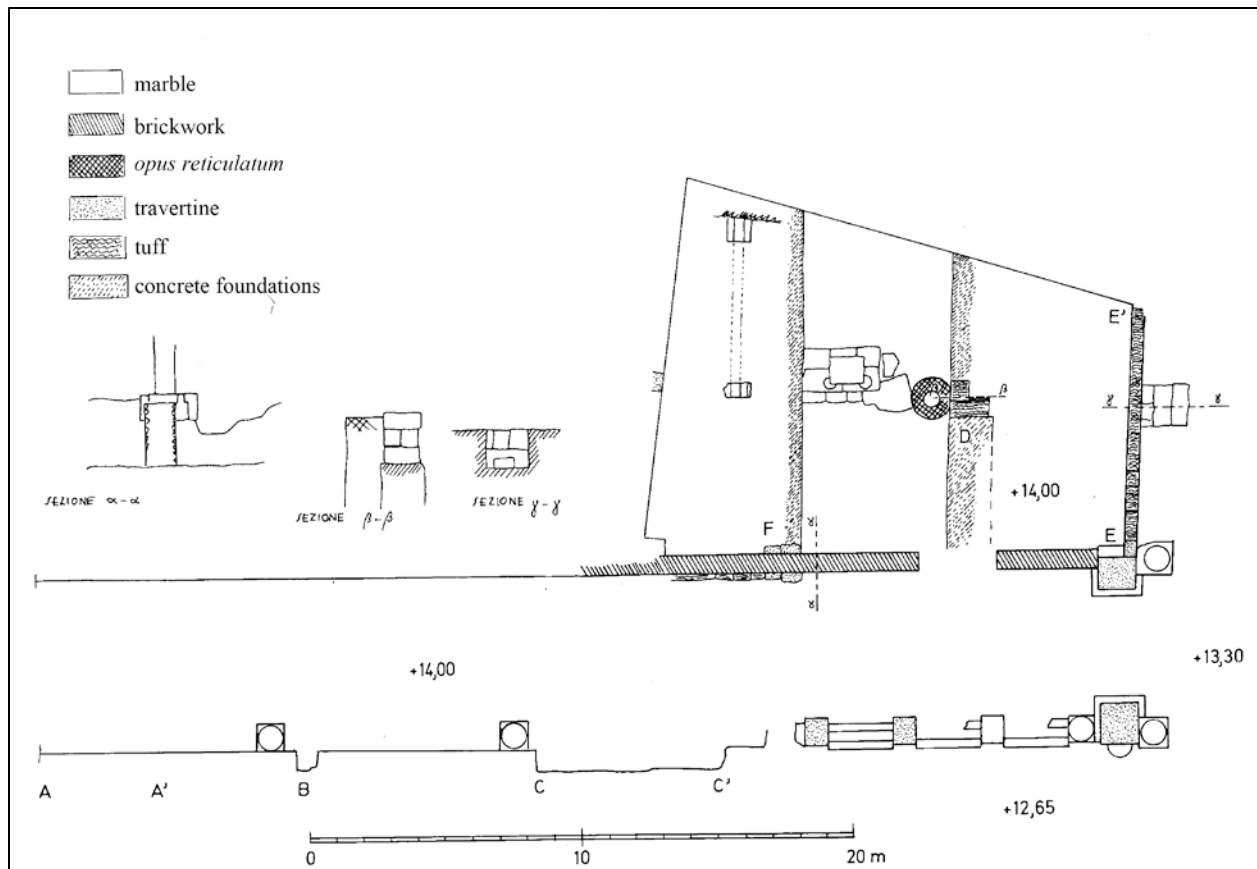 marble
brickwork
opus reticulatum
travertine
tuff
concrete foundations
E'
γ γ
β
D
+14,00
SEZIONE α-α
SEZIONE β-β
SEZIONE γ-γ
F
α
E
α
+14,00
+13,30
A A' B C C'
+12,65
0 10 20 m